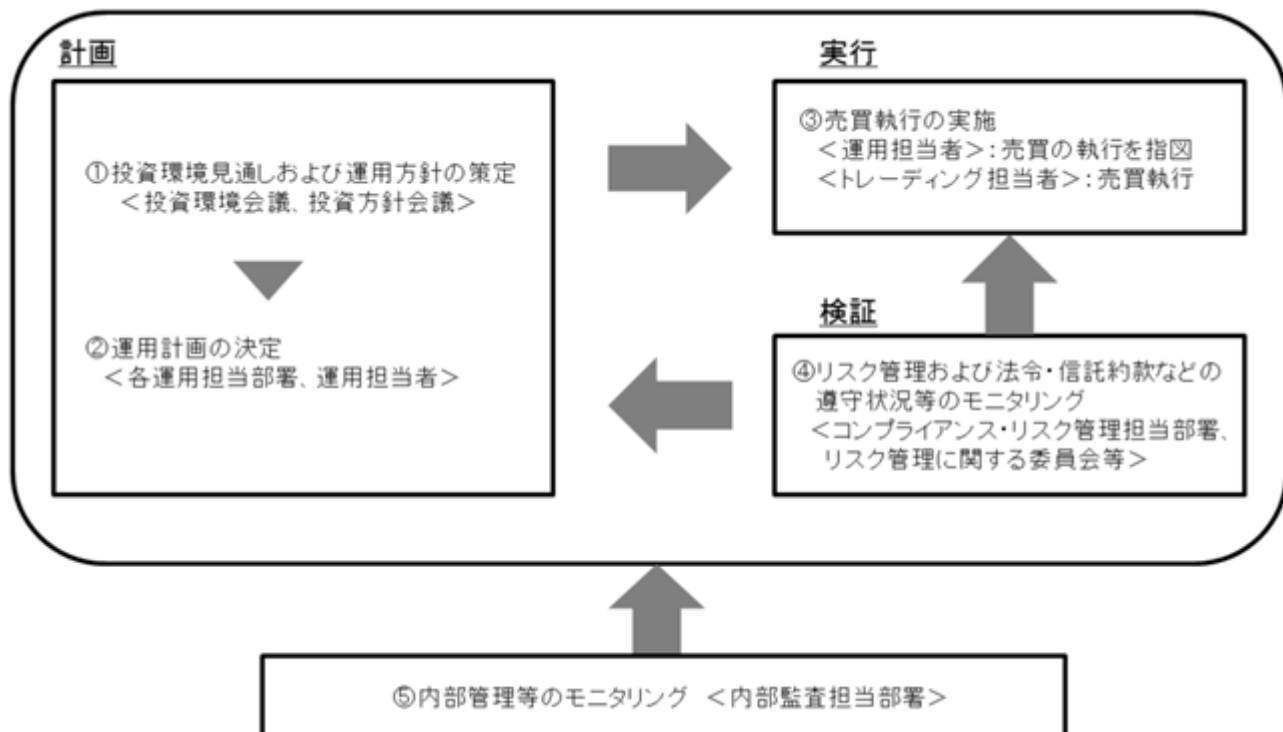 計画
①投資環境見通しおよび運用方針の策定
＜投資環境会議、投資方針会議＞
②運用計画の決定
＜各運用担当部署、運用担当者＞
実行
③売買執行の実施
＜運用担当者＞：売買の執行を指図
＜トレーディング担当者＞：売買執行
検証
④リスク管理および法令・信託約款などの
遵守状況等のモニタリング
＜コンプライアンス・リスク管理担当部署、
リスク管理に関する委員会等＞
⑤内部管理等のモニタリング ＜内部監査担当部署＞